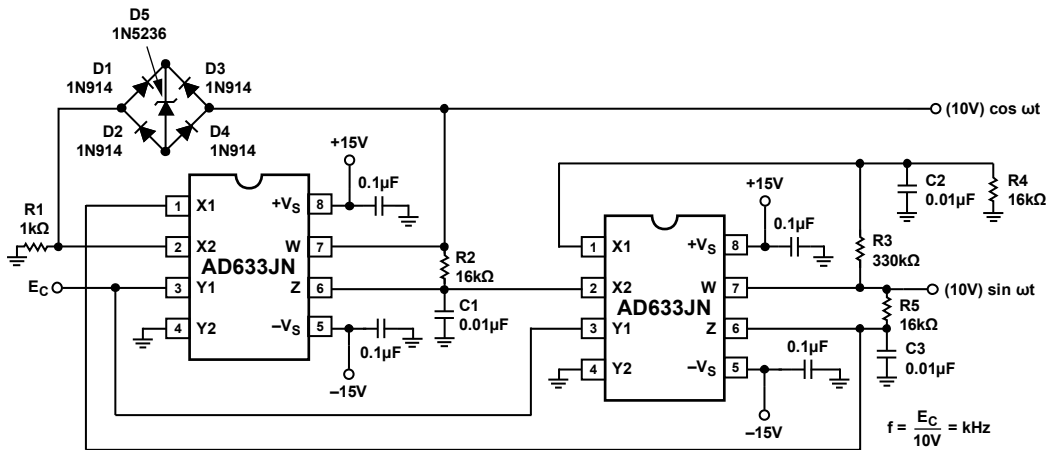 D5
1N5236
D1
1N914
D3
1N914
D2
1N914
D4
1N914
(10V) cos ωt
+15V
0.1µF
R1
1kΩ
1 X1
+VS 8
2 X2
W 7
AD633JN
EC
3 Y1
Z 6
4 Y2
–VS 5
R2
16kΩ
C1
0.01µF
0.1µF
–15V
+15V
0.1µF
C2
0.01µF
R4
16kΩ
R3
330kΩ
1 X1
+VS 8
2 X2
W 7
AD633JN
3 Y1
Z 6
4 Y2
–VS 5
(10V) sin ωt
R5
16kΩ
C3
0.01µF
0.1µF
–15V
f = EC / 10V = kHz